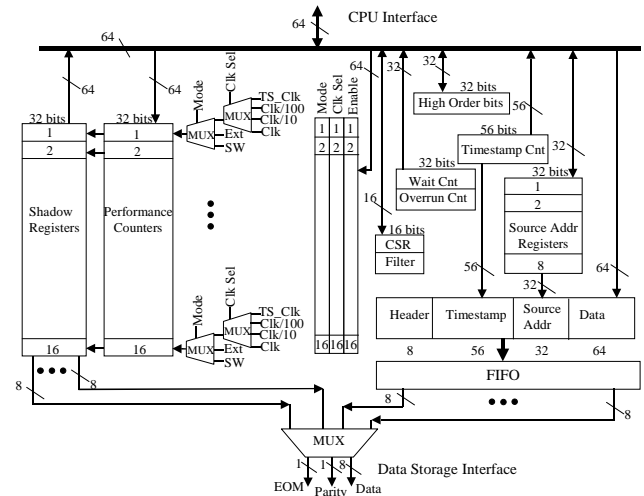 CPU Interface
64
64
64
64
64
32
32
32
56
Clk Sel
Mode
TS_Clk
Clk/100
Clk/10
Clk
MUX
MUX
Ext
SW
Mode
Clk Sel
Enable
32 bits
High Order bits
56 bits
Timestamp Cnt
32 bits
32 bits
1
1
2
2
1 1 1
2 2 2
32 bits
Wait Cnt
Overrun Cnt
32 bits
1
2
Source Addr
Registers
8
16
16 bits
CSR
Filter
Shadow
Registers
Performance
Counters
56
32
64
Clk Sel
Mode
TS_Clk
Clk/100
Clk/10
Clk
MUX
MUX
Ext
SW
16
16
16 16 16
Header
Timestamp
Source
Addr
Data
8
56
32
64
FIFO
8
8
8
8
MUX
Data Storage Interface
1
1
8
EOM
Parity
Data